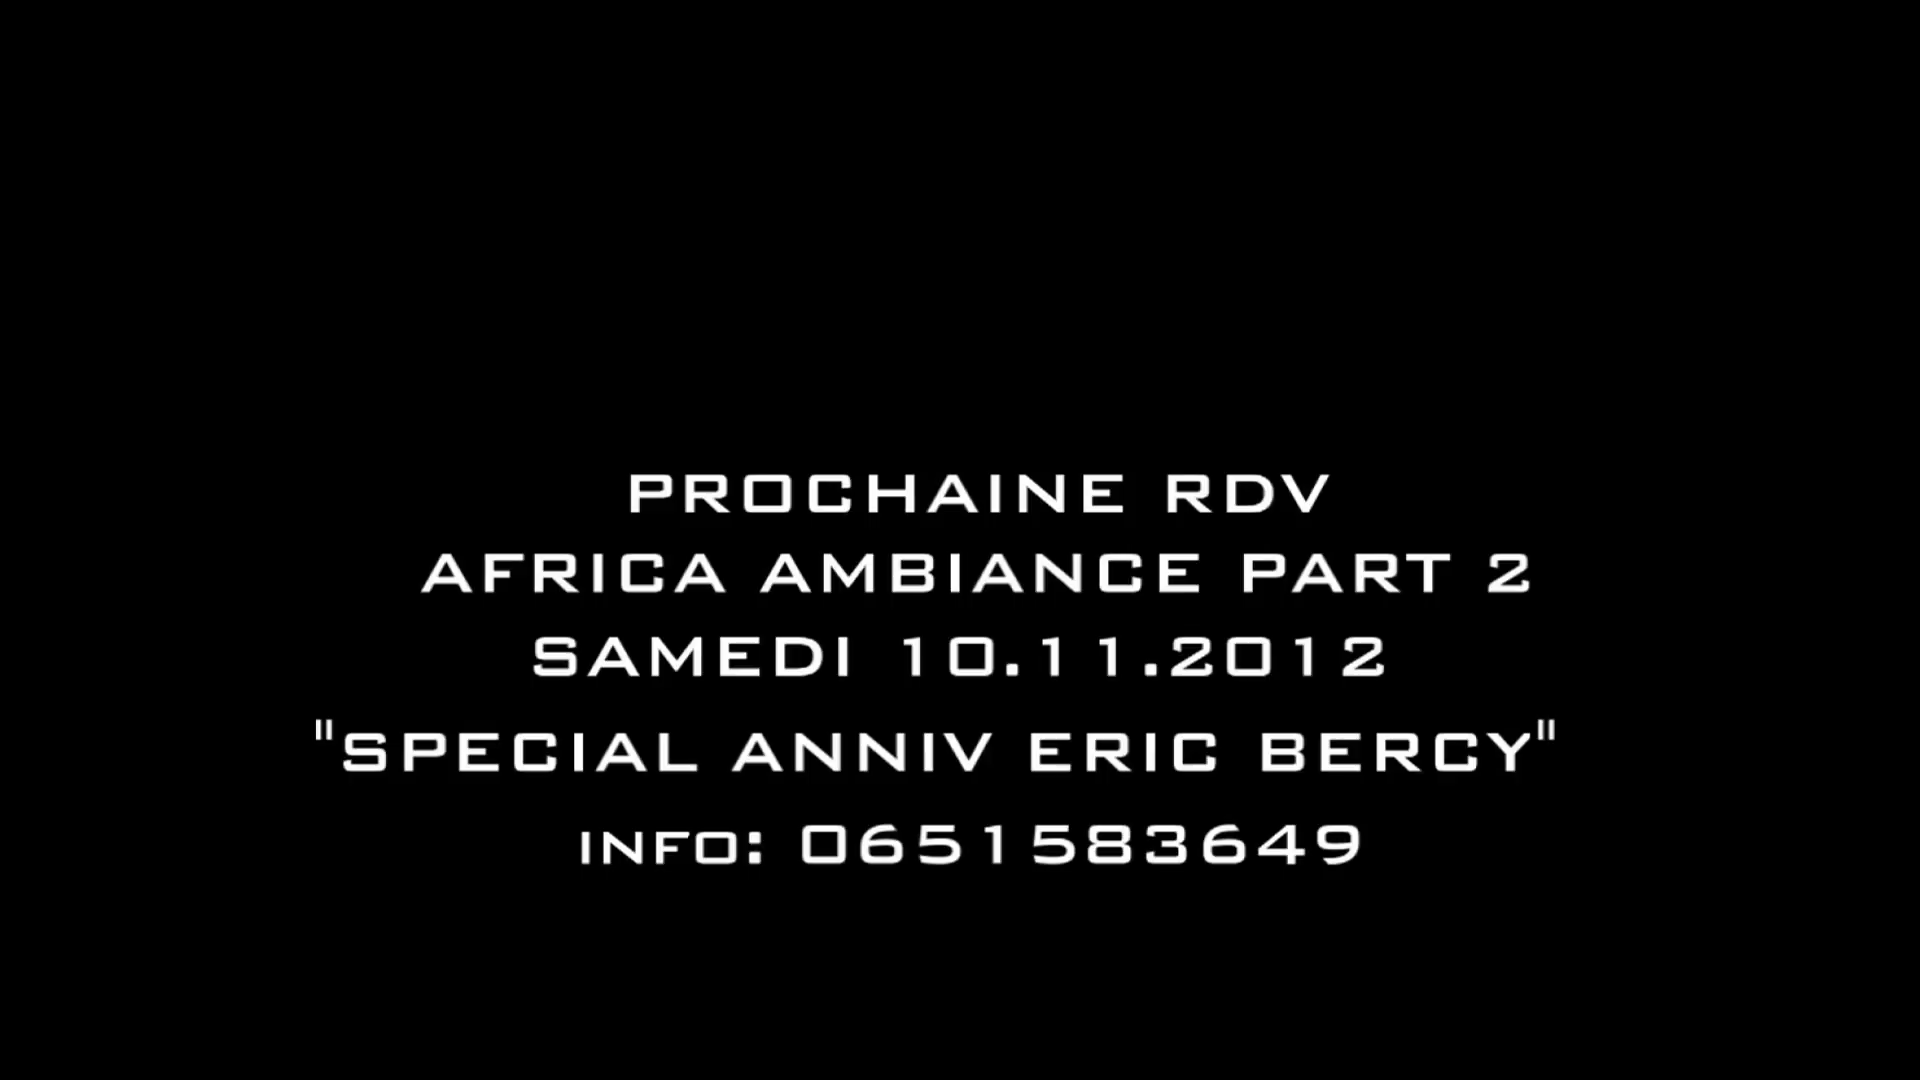 PROCHAINE RDV
AFRICA AMBIANCE PART 2
SAMEDI 10.11.2012
"SPECIAL ANNIV ERIC BERCY"
INFO: 0651583649